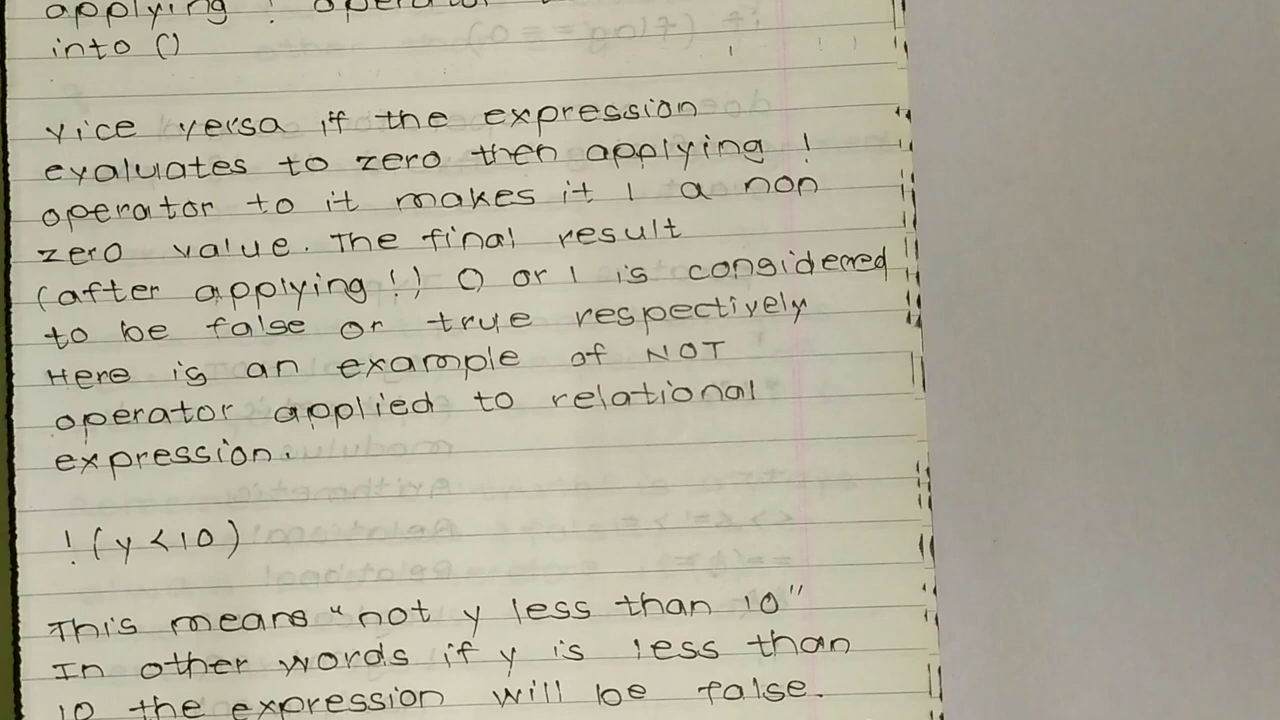 applying ! operator
into 0
vice versa if the expression
evaluates to zero then applying !
operator to it makes it 1 a non
zero value. The final result
(after applying !) 0 or 1 is considered
to be false or true respectively
Here is an example of NOT
operator applied to relational
expression.
!(y<10)
This means "not y less than 10"
In other words if y is less than
10 the expression will be false.